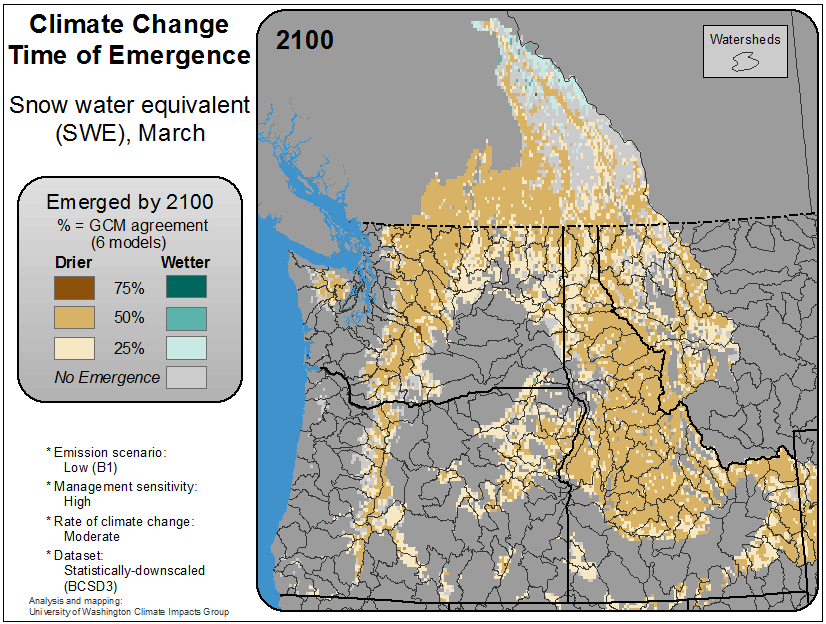 Climate Change
Time of Emergence
Snow water equivalent
(SWE), March
Emerged by 2100
% = GCM agreement
(6 models)
Drier Wetter
75%
50%
25%
No Emergence
* Emission scenario:
Low (B1)
* Management sensitivity:
High
* Rate of climate change:
Moderate
* Dataset:
Statistically-downscaled
(BCSD3)
Analysis and mapping:
University of Washington Climate Impacts Group
2100
Watersheds